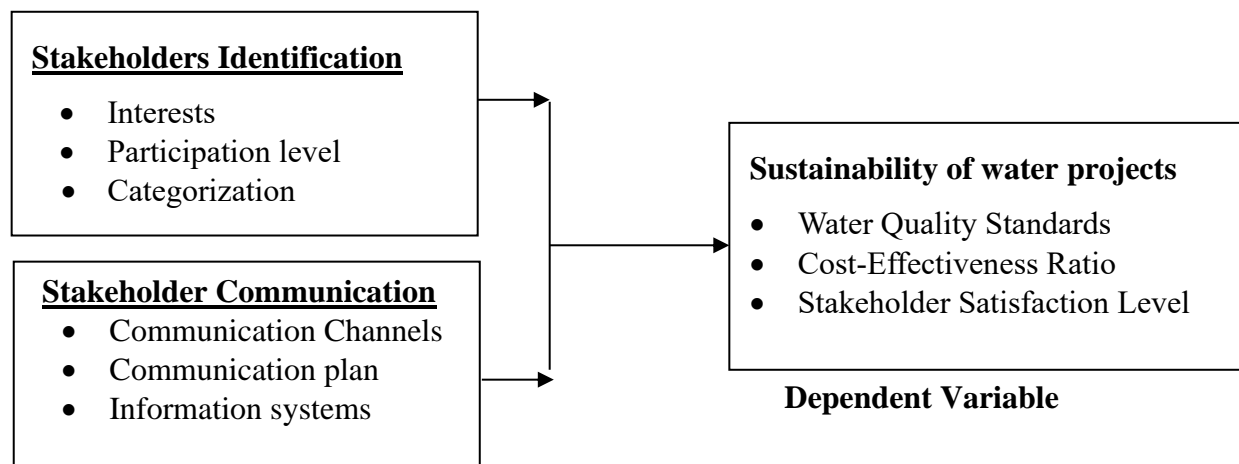 Stakeholders Identification
• Interests
• Participation level
• Categorization
Stakeholder Communication
• Communication Channels
• Communication plan
• Information systems
Sustainability of water projects
• Water Quality Standards
• Cost-Effectiveness Ratio
• Stakeholder Satisfaction Level
Dependent Variable